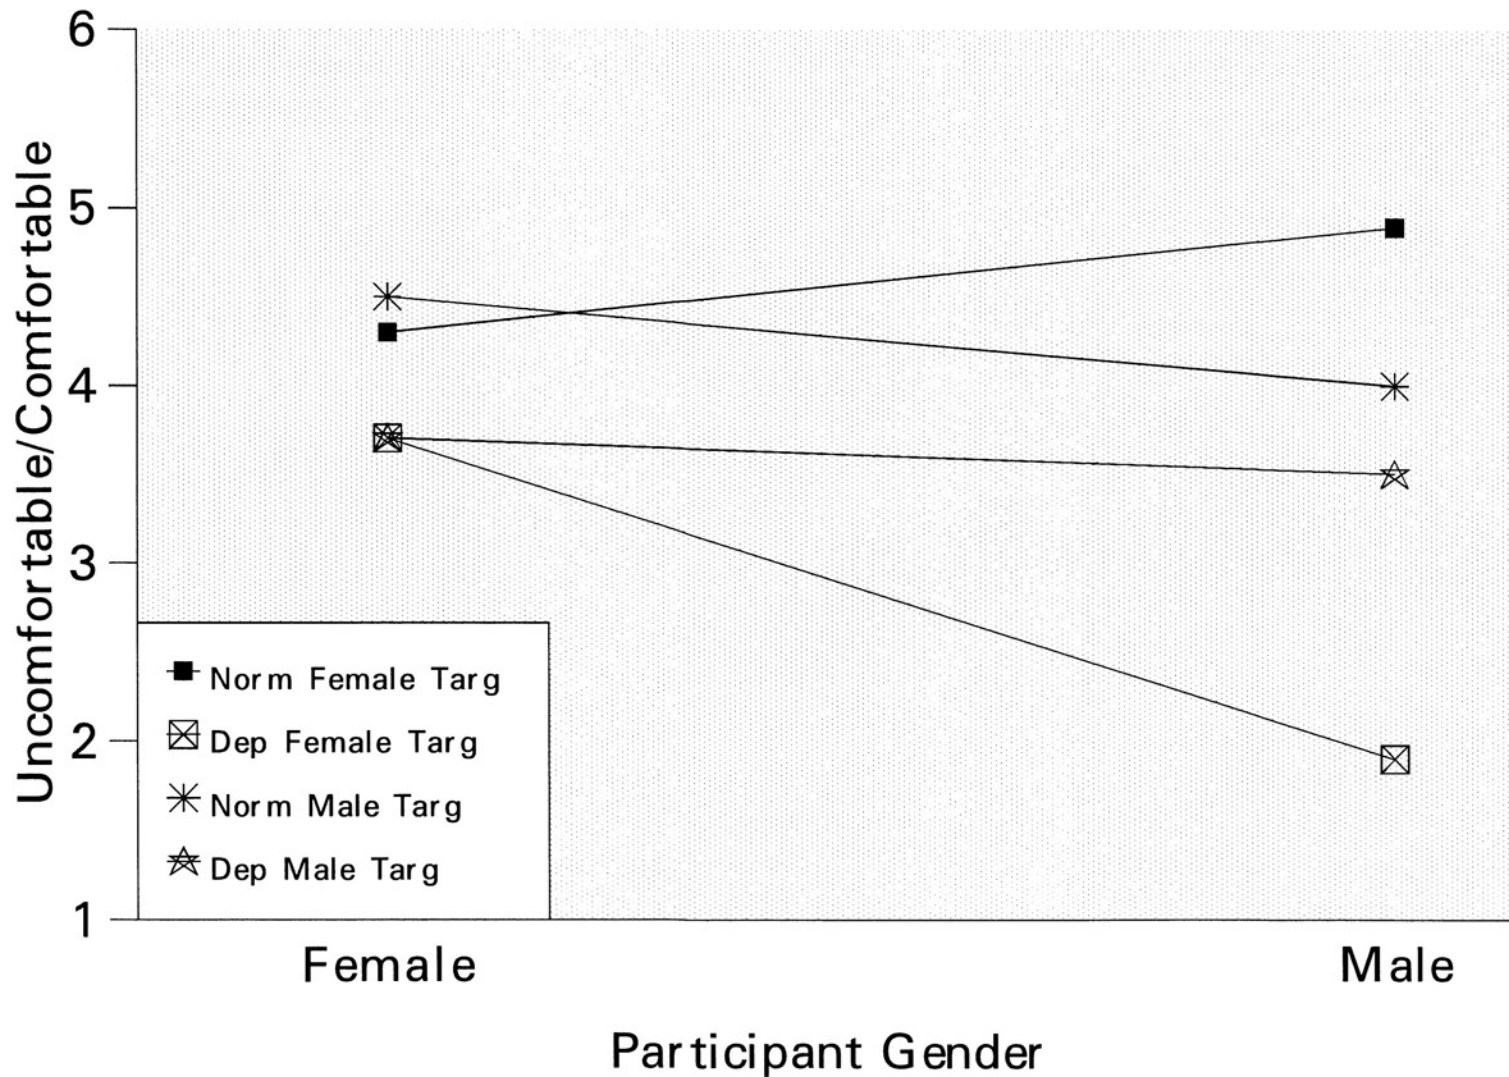 6
5
4
3
2
1
Uncomfortable/Comfortable
Norm Female Targ
Dep Female Targ
Norm Male Targ
Dep Male Targ
Female
Male
Participant Gender